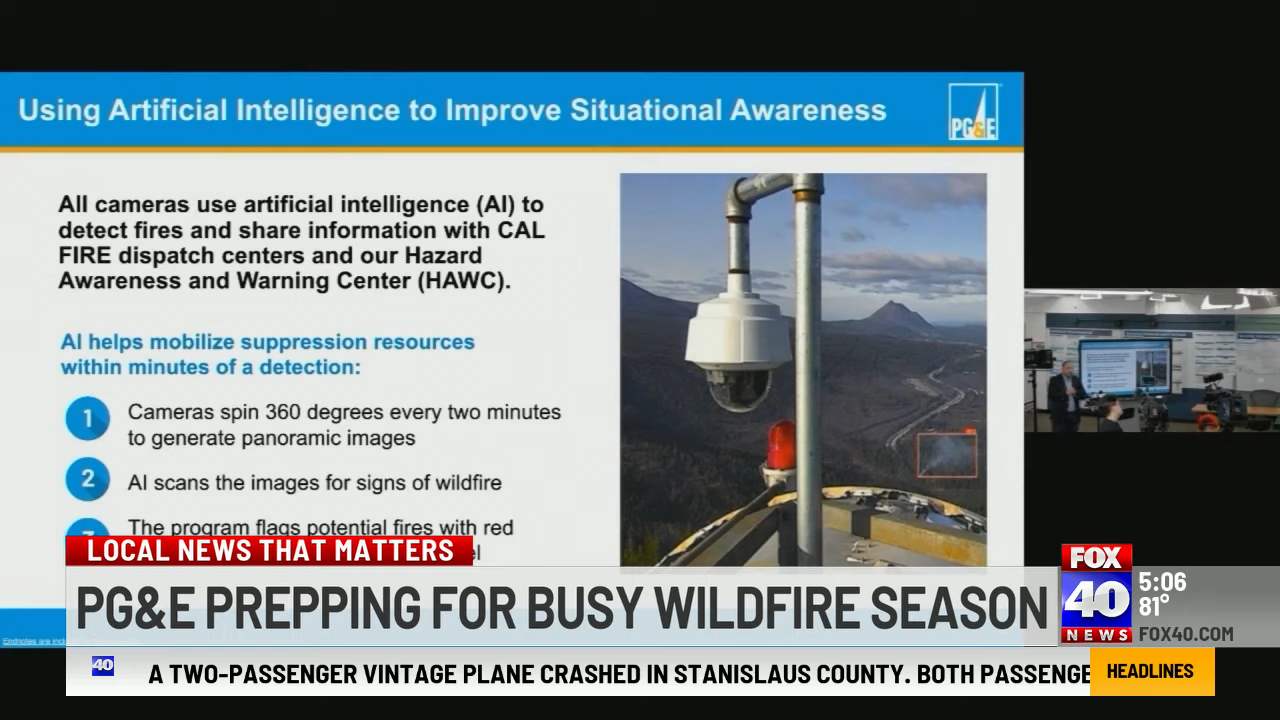 Using Artificial Intelligence to Improve Situational Awareness
PG&E
All cameras use artificial intelligence (AI) to
detect fires and share information with CAL
FIRE dispatch centers and our Hazard
Awareness and Warning Center (HAWC).
AI helps mobilize suppression resources
within minutes of a detection:
1
Cameras spin 360 degrees every two minutes
to generate panoramic images
2
AI scans the images for signs of wildfire
The program flags potential fires with red
LOCAL NEWS THAT MATTERS
PG&E PREPPING FOR BUSY WILDFIRE SEASON
FOX
40
NEWS
5:06
81°
FOX40.COM
Endnotes are
40
A TWO-PASSENGER VINTAGE PLANE CRASHED IN STANISLAUS COUNTY. BOTH PASSENGE
HEADLINES